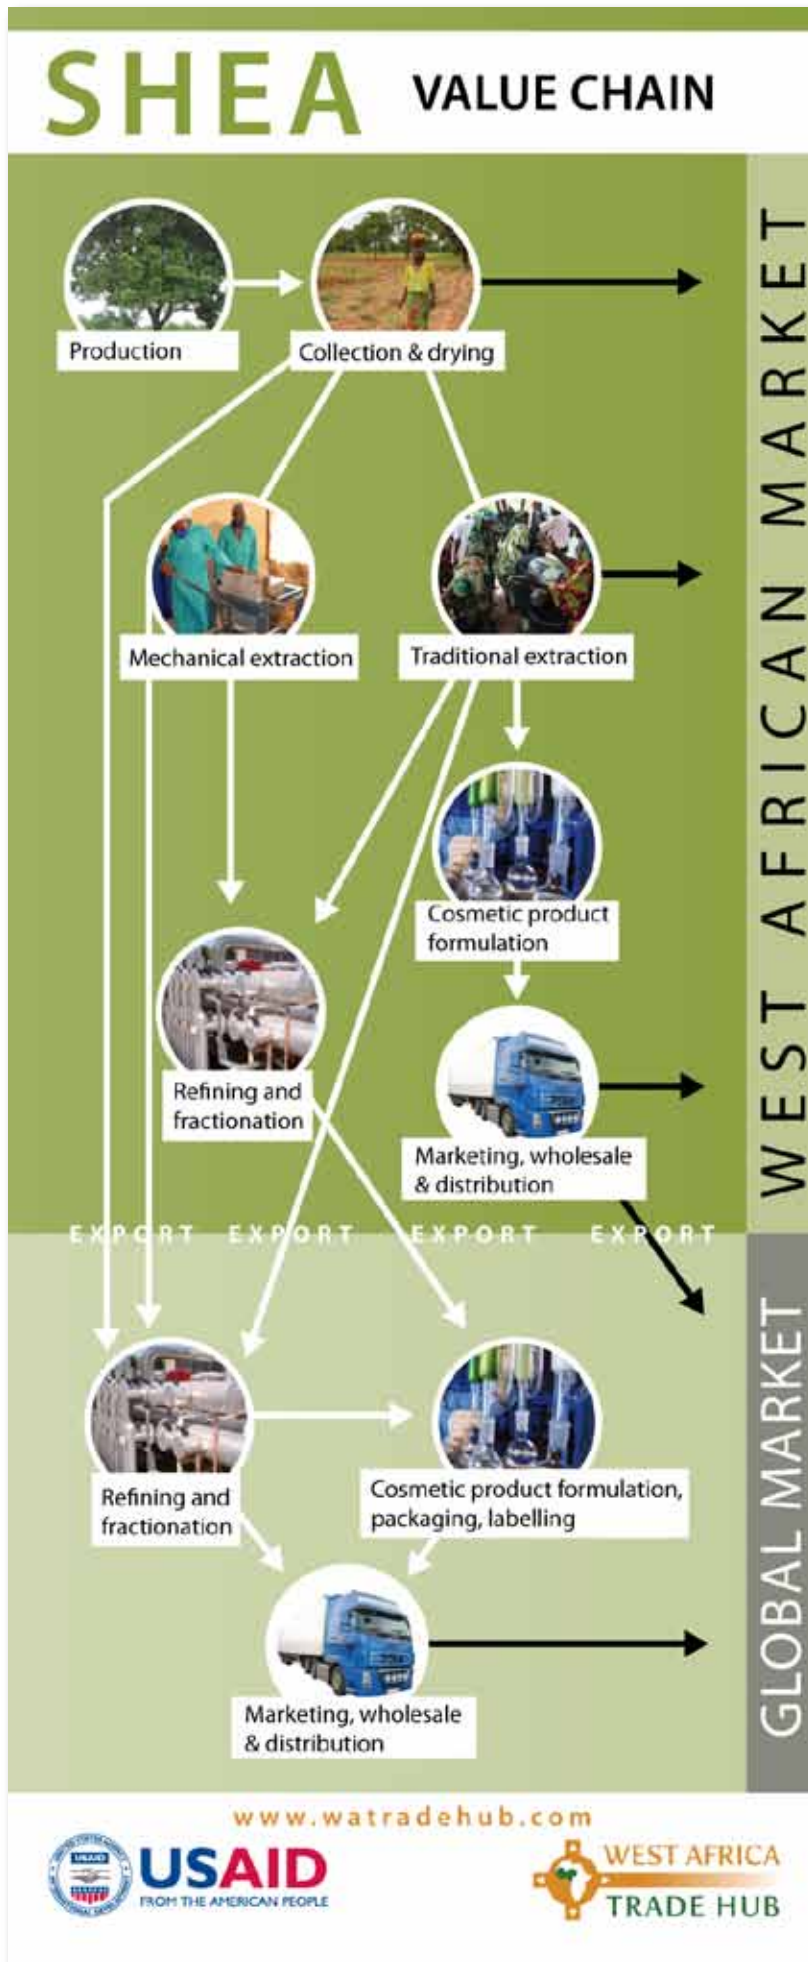 SHEA VALUE CHAIN
Production
Collection & drying
Mechanical extraction
Traditional extraction
Cosmetic product
formulation
Refining and
fractionation
Marketing, wholesale
& distribution
WEST AFRICAN MARKET
EXPORT EXPORT EXPORT EXPORT
Refining and
fractionation
Cosmetic product formulation,
packaging, labelling
Marketing, wholesale
& distribution
GLOBAL MARKET
www.watradehub.com
USAID
USAID
FROM THE AMERICAN PEOPLE
WEST AFRICA
TRADE HUB